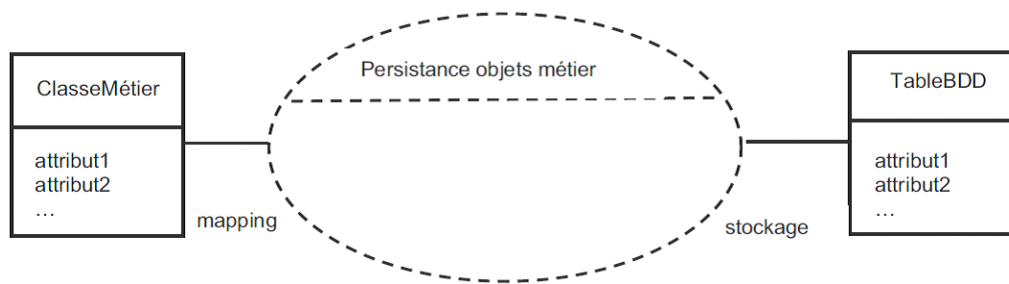 Persistance objets métier
ClasseMétier
attribut1
attribut2
...
mapping
TableBDD
attribut1
attribut2
...
stockage